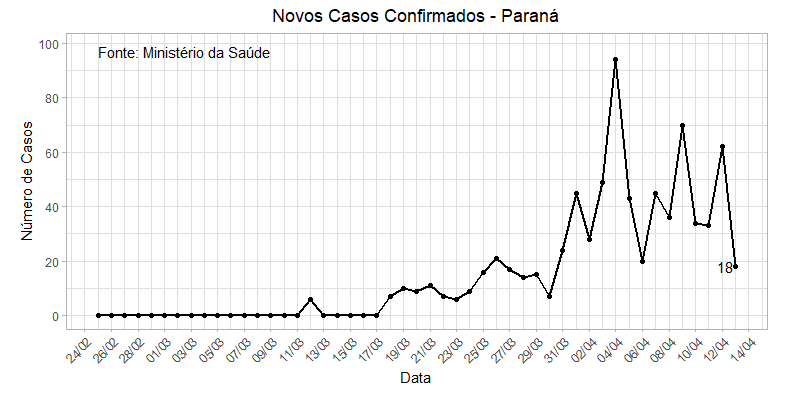 Novos Casos Confirmados - Paraná
Fonte: Ministério da Saúde
Número de Casos
100
80
60
40
20
0
18
24/02 26/02 28/02 01/03 03/03 05/03 07/03 09/03 11/03 13/03 15/03 17/03 19/03 21/03 23/03 25/03 27/03 29/03 31/03 02/04 04/04 06/04 08/04 10/04 12/04 14/04
Data